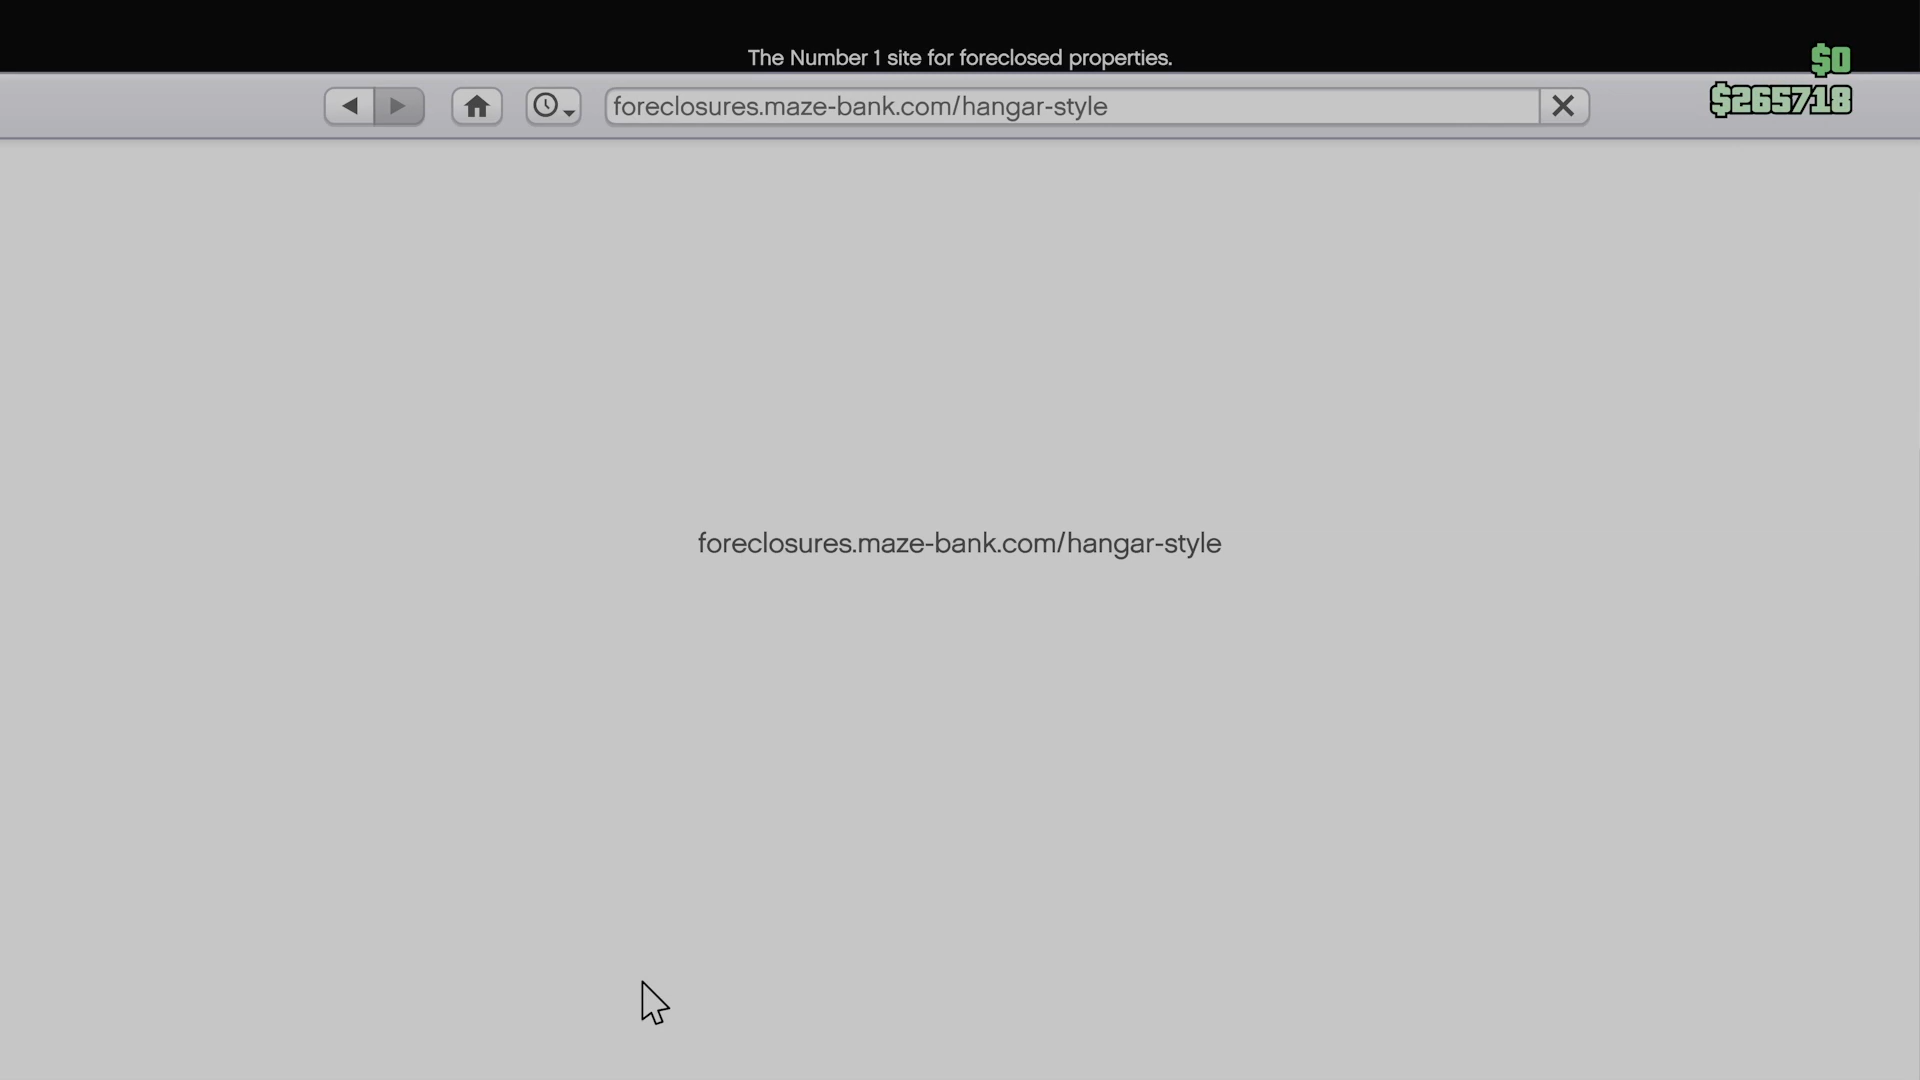 The Number 1 site for foreclosed properties.
$0
foreclosures.maze-bank.com/hangar-style
$265718
foreclosures.maze-bank.com/hangar-style